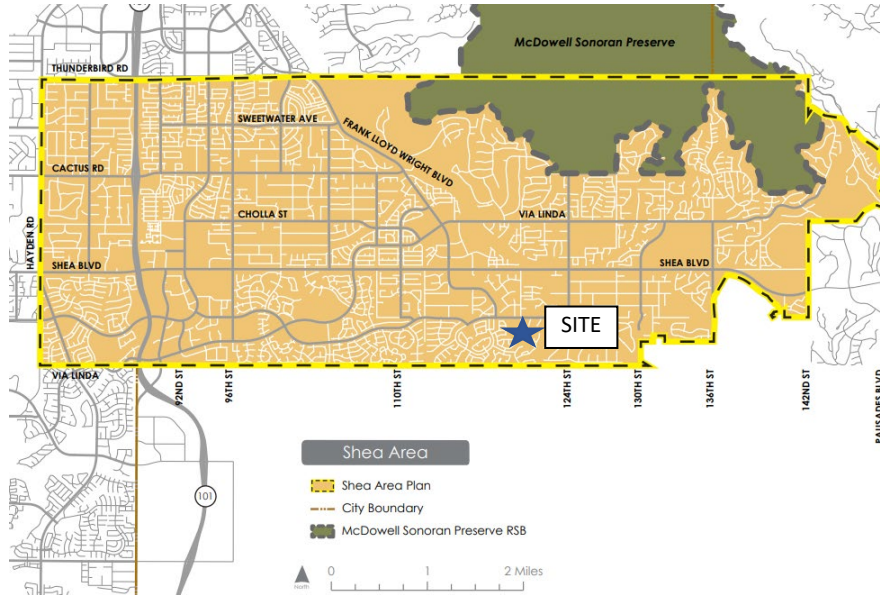 McDowell Sonoran Preserve
THUNDERBIRD RD
SWEETWATER AVE
FRANK LLOYD WRIGHT BLVD
CACTUS RD
CHOLLA ST
VIA LINDA
HAYDEN RD
SHEA BLVD
SHEA BLVD
SITE
VIA LINDA
92ND ST
96TH ST
110TH ST
124TH ST
130TH ST
136TH ST
142ND ST
PALISADES BLVD
101
Shea Area
Shea Area Plan
City Boundary
McDowell Sonoran Preserve RSB
North
0 1 2 Miles